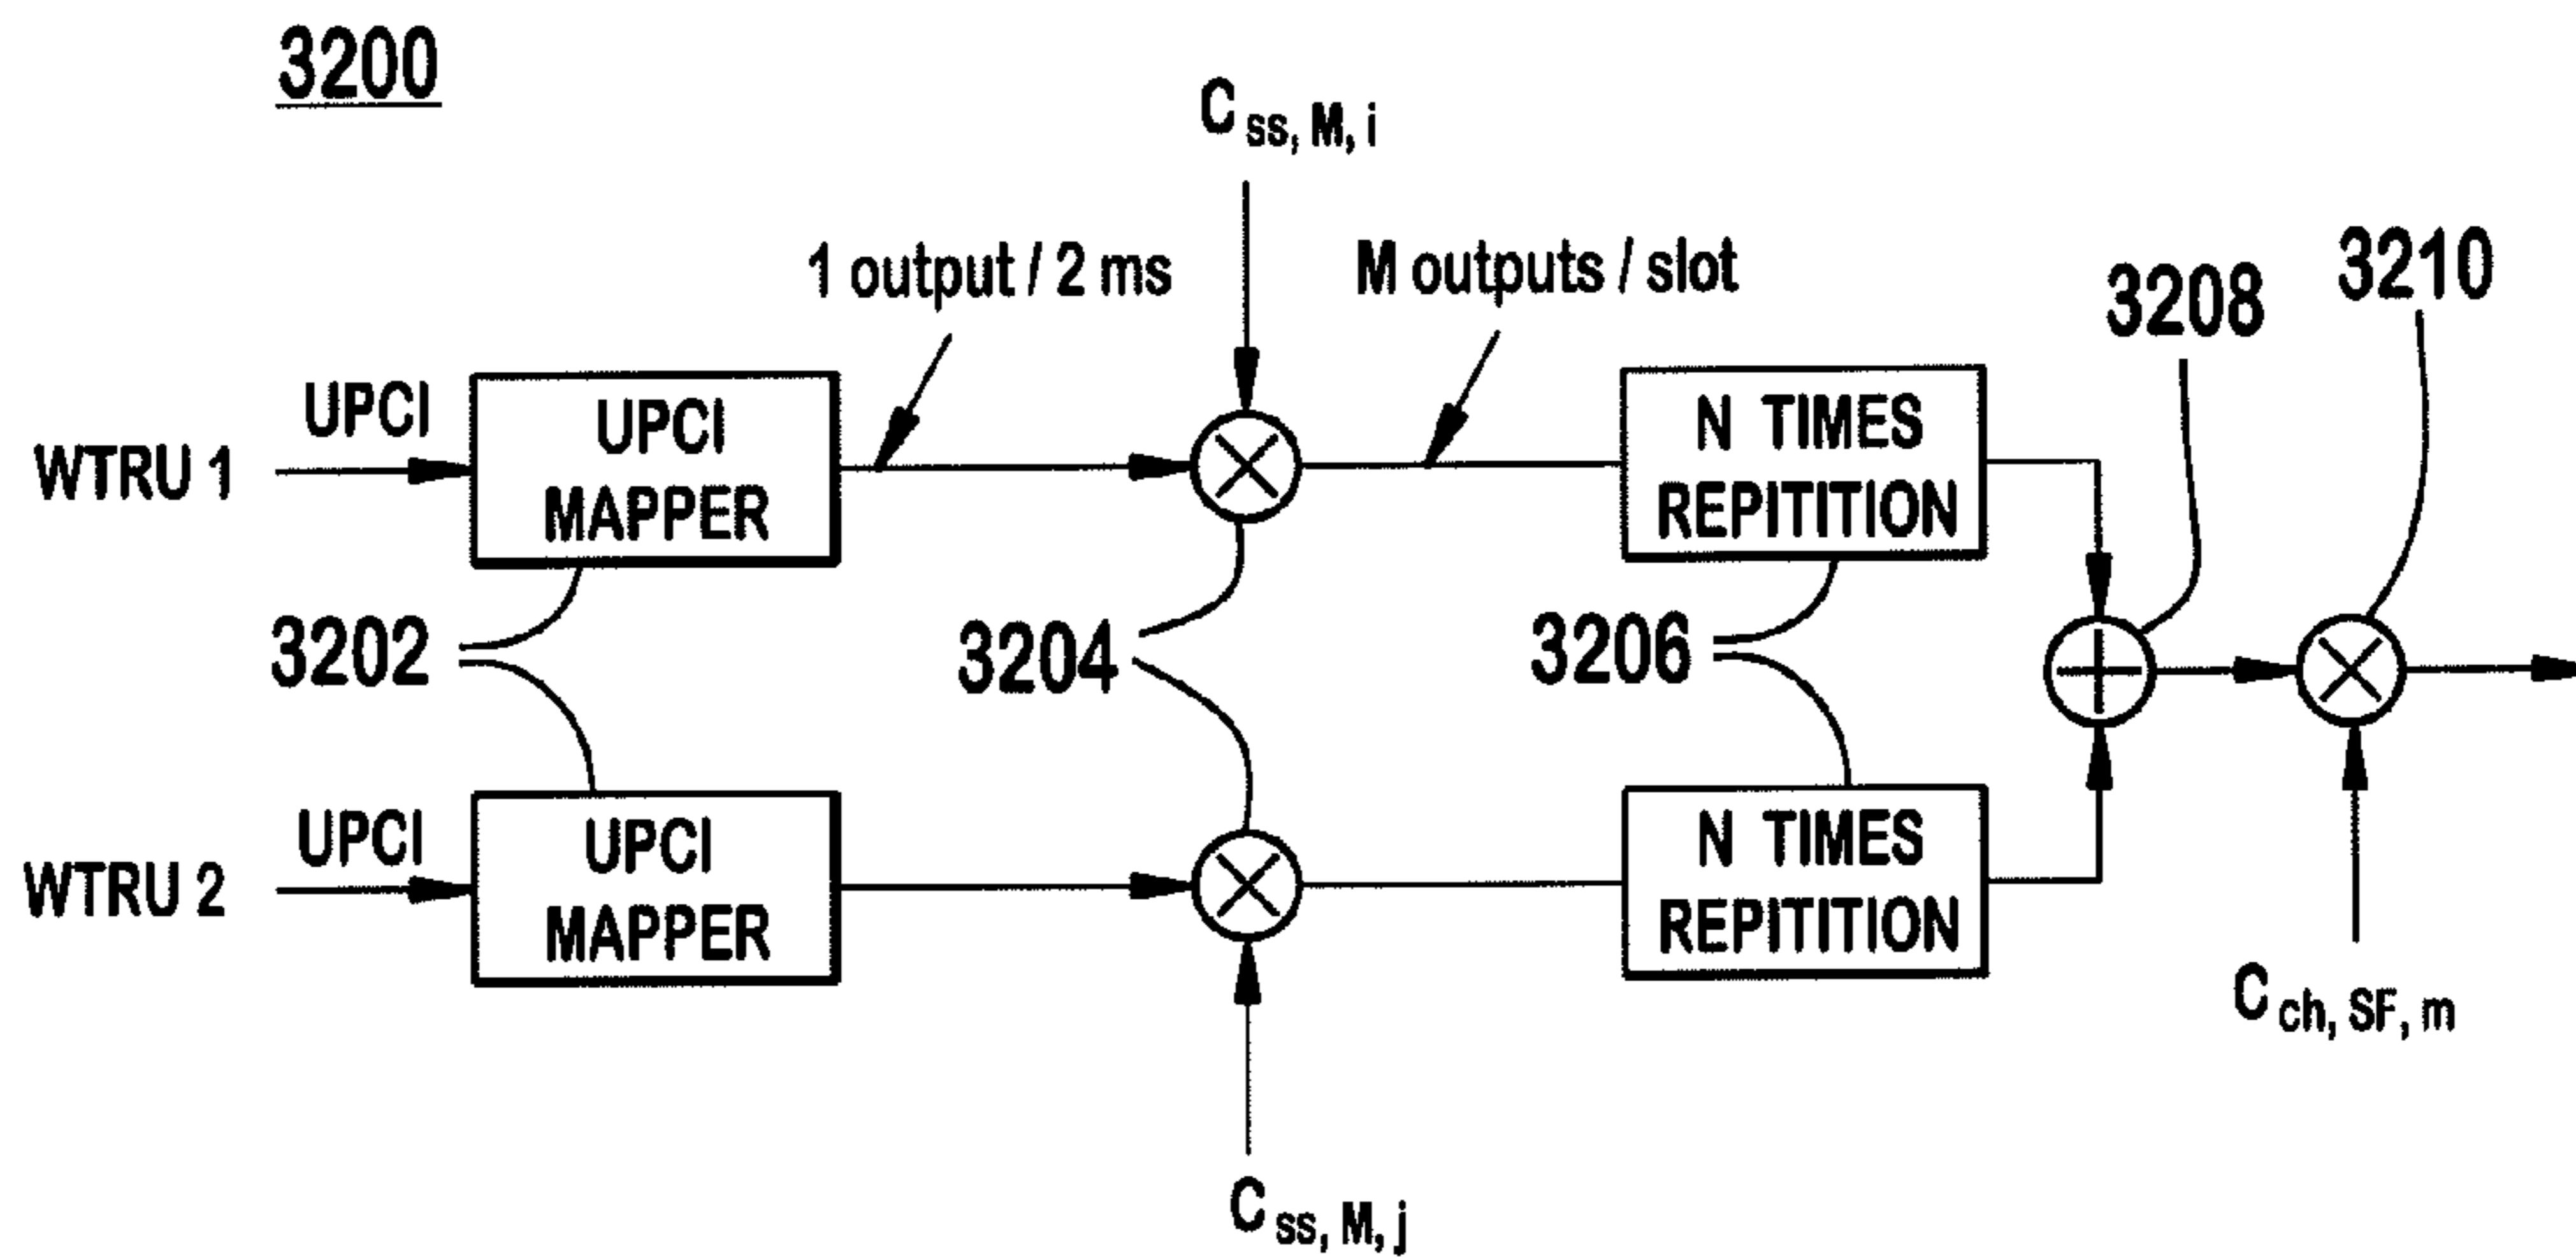 3200
C ss, M, i
1 output / 2 ms
M outputs / slot
3208
3210
WTRU 1
UPCI
UPCI
MAPPER
N TIMES
REPITITION
3202
3204
3206
WTRU 2
UPCI
UPCI
MAPPER
N TIMES
REPITITION
C ch, SF, m
C ss, M, j